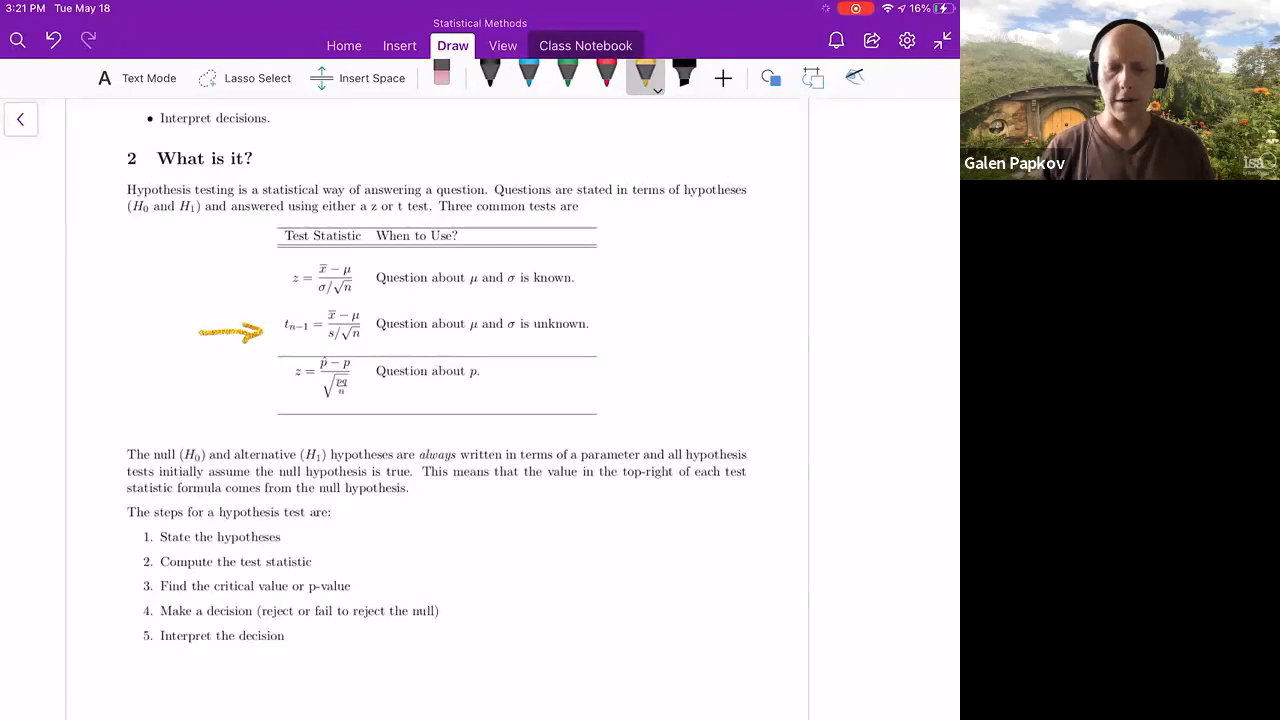 3:21 PM Tue May 18
16%
Statistical Methods
Home Insert Draw View Class Notebook
A Text Mode Lasso Select Insert Space
• Interpret decisions.
2 What is it?
Hypothesis testing is a statistical way of answering a question. Questions are stated in terms of hypotheses
(H₀ and H₁) and answered using either a z or t test. Three common tests are
Test Statistic When to Use?
z = (x̅ − μ)/(σ/√n) Question about μ and σ is known.
tₙ₋₁ = (x̅ − μ)/(s/√n) Question about μ and σ is unknown.
z = (p̂ − p)/√(pq/n) Question about p.
The null (H₀) and alternative (H₁) hypotheses are always written in terms of a parameter and all hypothesis
tests initially assume the null hypothesis is true. This means that the value in the top-right of each test
statistic formula comes from the null hypothesis.
The steps for a hypothesis test are:
1. State the hypotheses
2. Compute the test statistic
3. Find the critical value or p-value
4. Make a decision (reject or fail to reject the null)
5. Interpret the decision
Galen Papkov